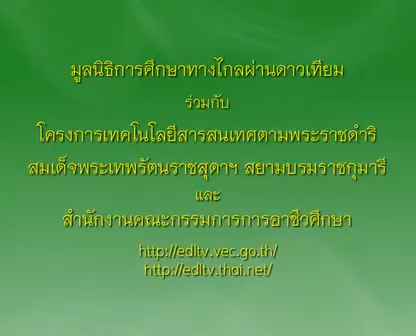 มูลนิธิการศึกษาทางไกลผ่านดาวเทียม
ร่วมกับ
โครงการเทคโนโลยีสารสนเทศตามพระราชดำริ
สมเด็จพระเทพรัตนราชสุดาฯ สยามบรมราชกุมารี
และ
สำนักงานคณะกรรมการการอาชีวศึกษา
http://edltv.vec.go.th/
http://edltv.thai.net/